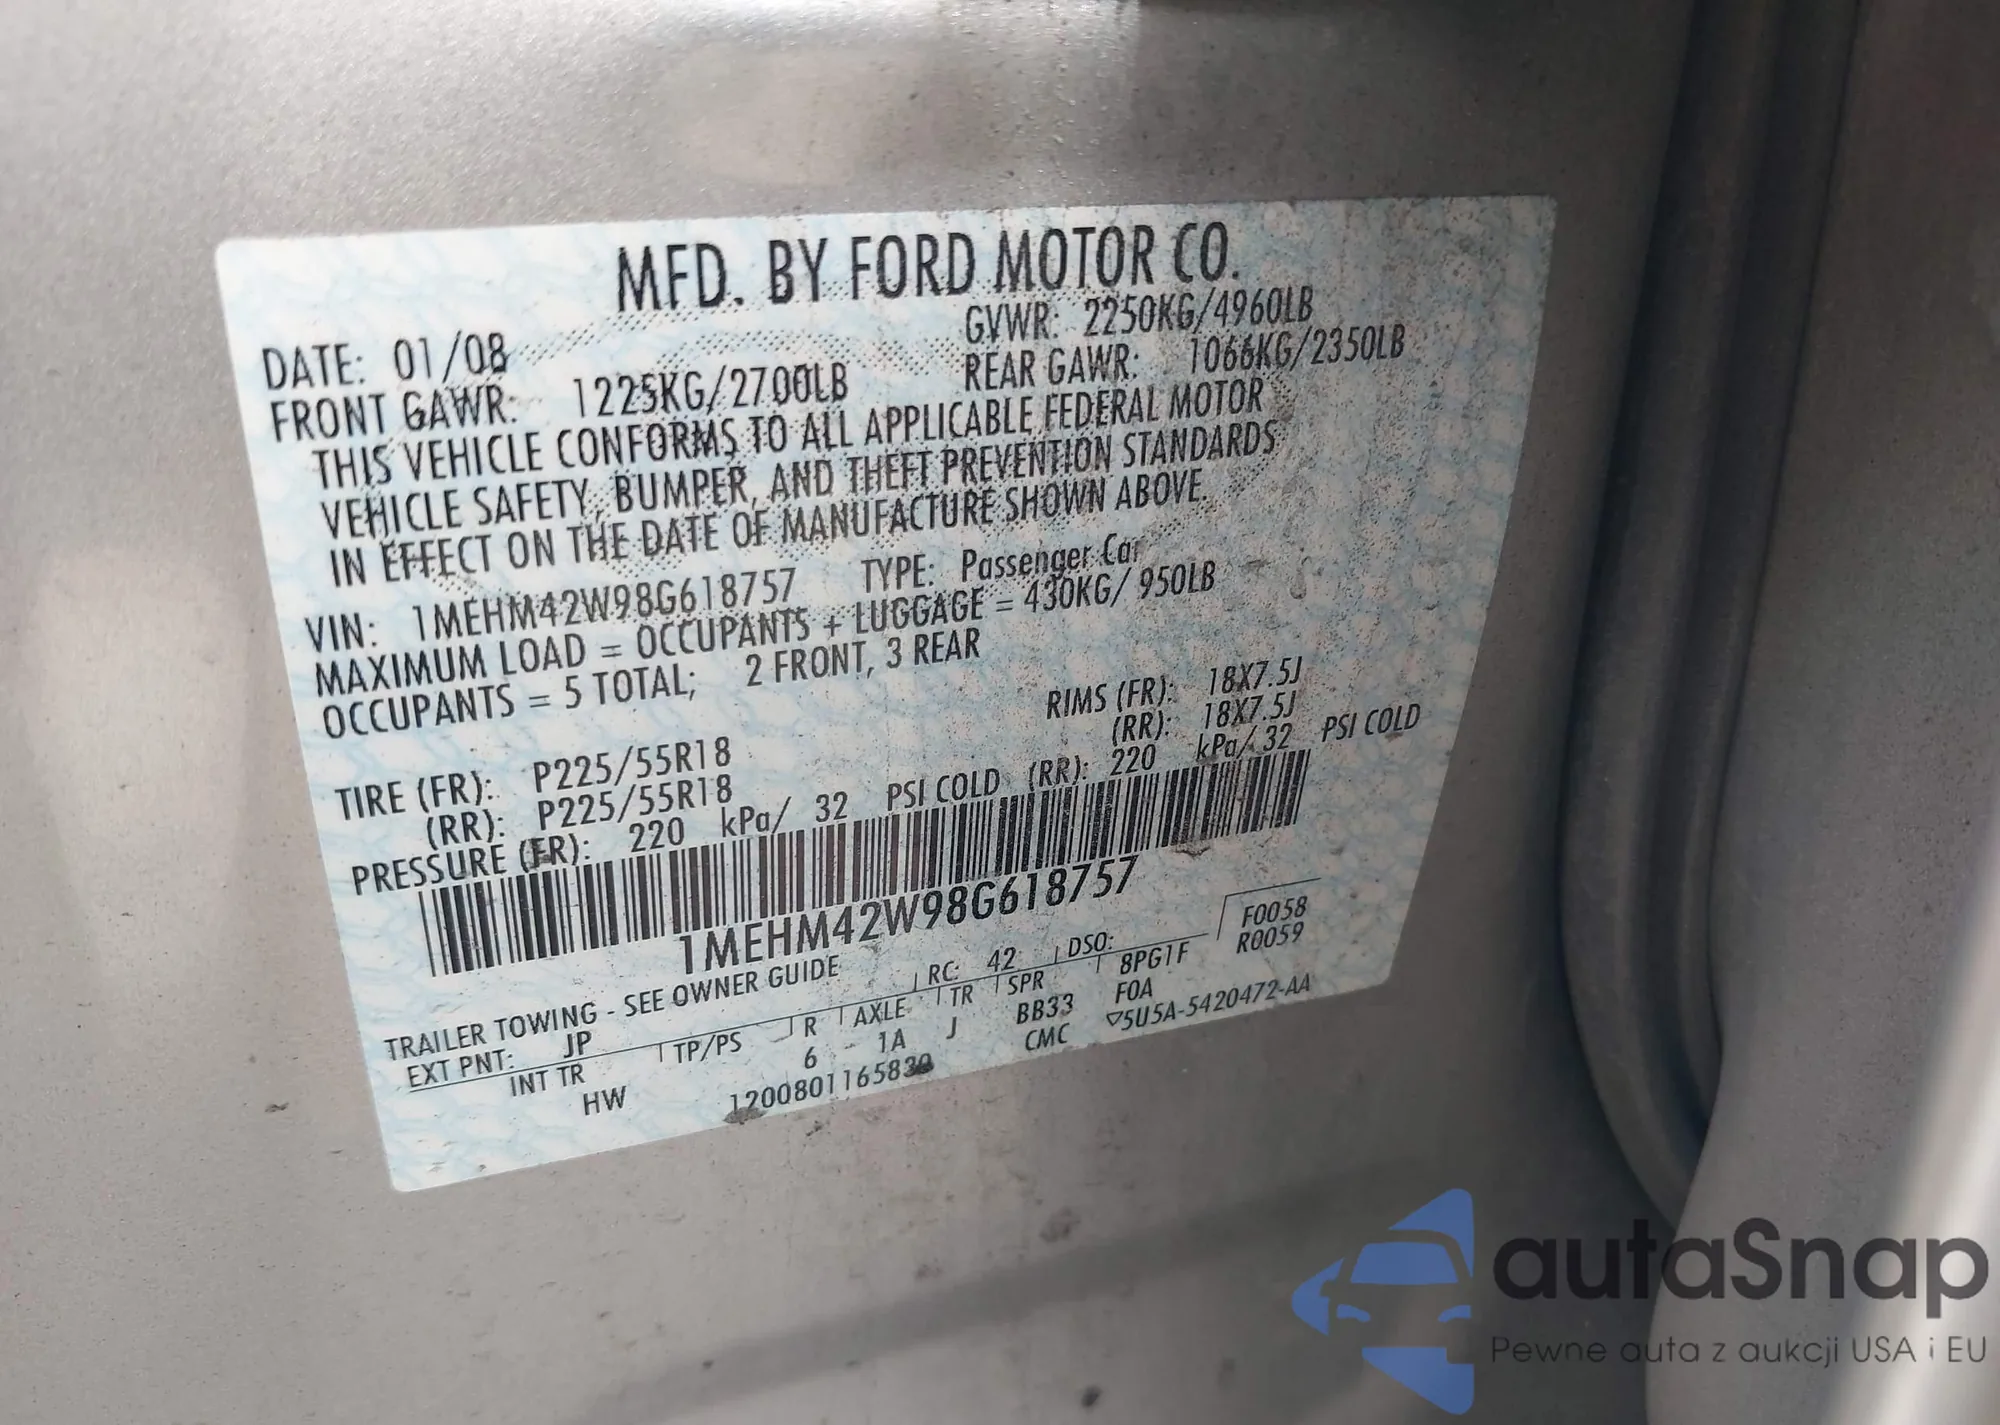 MFD. BY FORD MOTOR CO.
DATE: 01/08
GVWR: 2250KG/4960LB
FRONT GAWR: 1225KG/2700LB
REAR GAWR: 1066KG/2350LB
THIS VEHICLE CONFORMS TO ALL APPLICABLE FEDERAL MOTOR
VEHICLE SAFETY, BUMPER, AND THEFT PREVENTION STANDARDS
IN EFFECT ON THE DATE OF MANUFACTURE SHOWN ABOVE.
VIN: 1MEHM42W98G618757 TYPE: Passenger Car
MAXIMUM LOAD = OCCUPANTS + LUGGAGE = 430KG/ 950LB
OCCUPANTS = 5 TOTAL; 2 FRONT, 3 REAR
TIRE (FR): P225/55R18 RIMS (FR): 18X7.5J
(RR): P225/55R18 (RR): 18X7.5J
PRESSURE (FR): 220 kPa/ 32 PSI COLD (RR): 220 kPa/ 32 PSI COLD
1MEHM42W98G618757
F0058
R0059
TRAILER TOWING - SEE OWNER GUIDE
EXT PNT: JP RC: 42 DSO:
INT TR TP/PS R AXLE TR SPR 8PG1F
HW 6 1A J BB33 F0A
CMC ▽5U5A-5420472-AA
1200801165830
autaSnap
Pewne auta z aukcji USA i EU